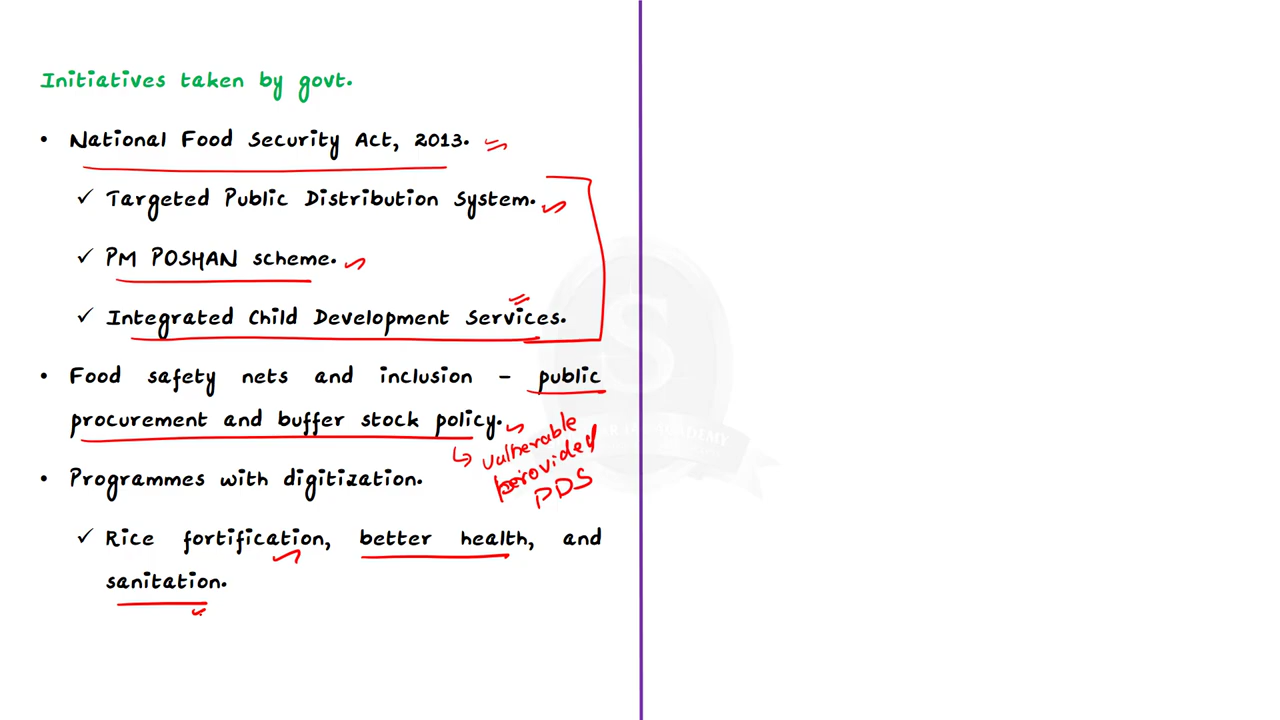 Initiatives taken by govt.
• National Food Security Act, 2013.
✓ Targeted Public Distribution System.
✓ PM POSHAN scheme.
✓ Integrated Child Development Services.
• Food safety nets and inclusion – public
procurement and buffer stock policy.
vulnerable
provided
PDS
• Programmes with digitization.
✓ Rice fortification, better health, and
sanitation.